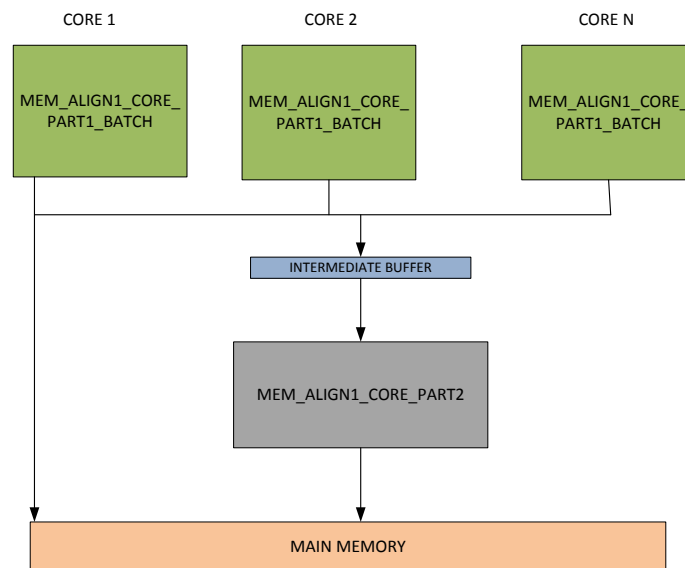 CORE 1
CORE 2
CORE N
MEM_ALIGN1_CORE_
PART1_BATCH
MEM_ALIGN1_CORE_
PART1_BATCH
MEM_ALIGN1_CORE_
PART1_BATCH
INTERMEDIATE BUFFER
MEM_ALIGN1_CORE_PART2
MAIN MEMORY